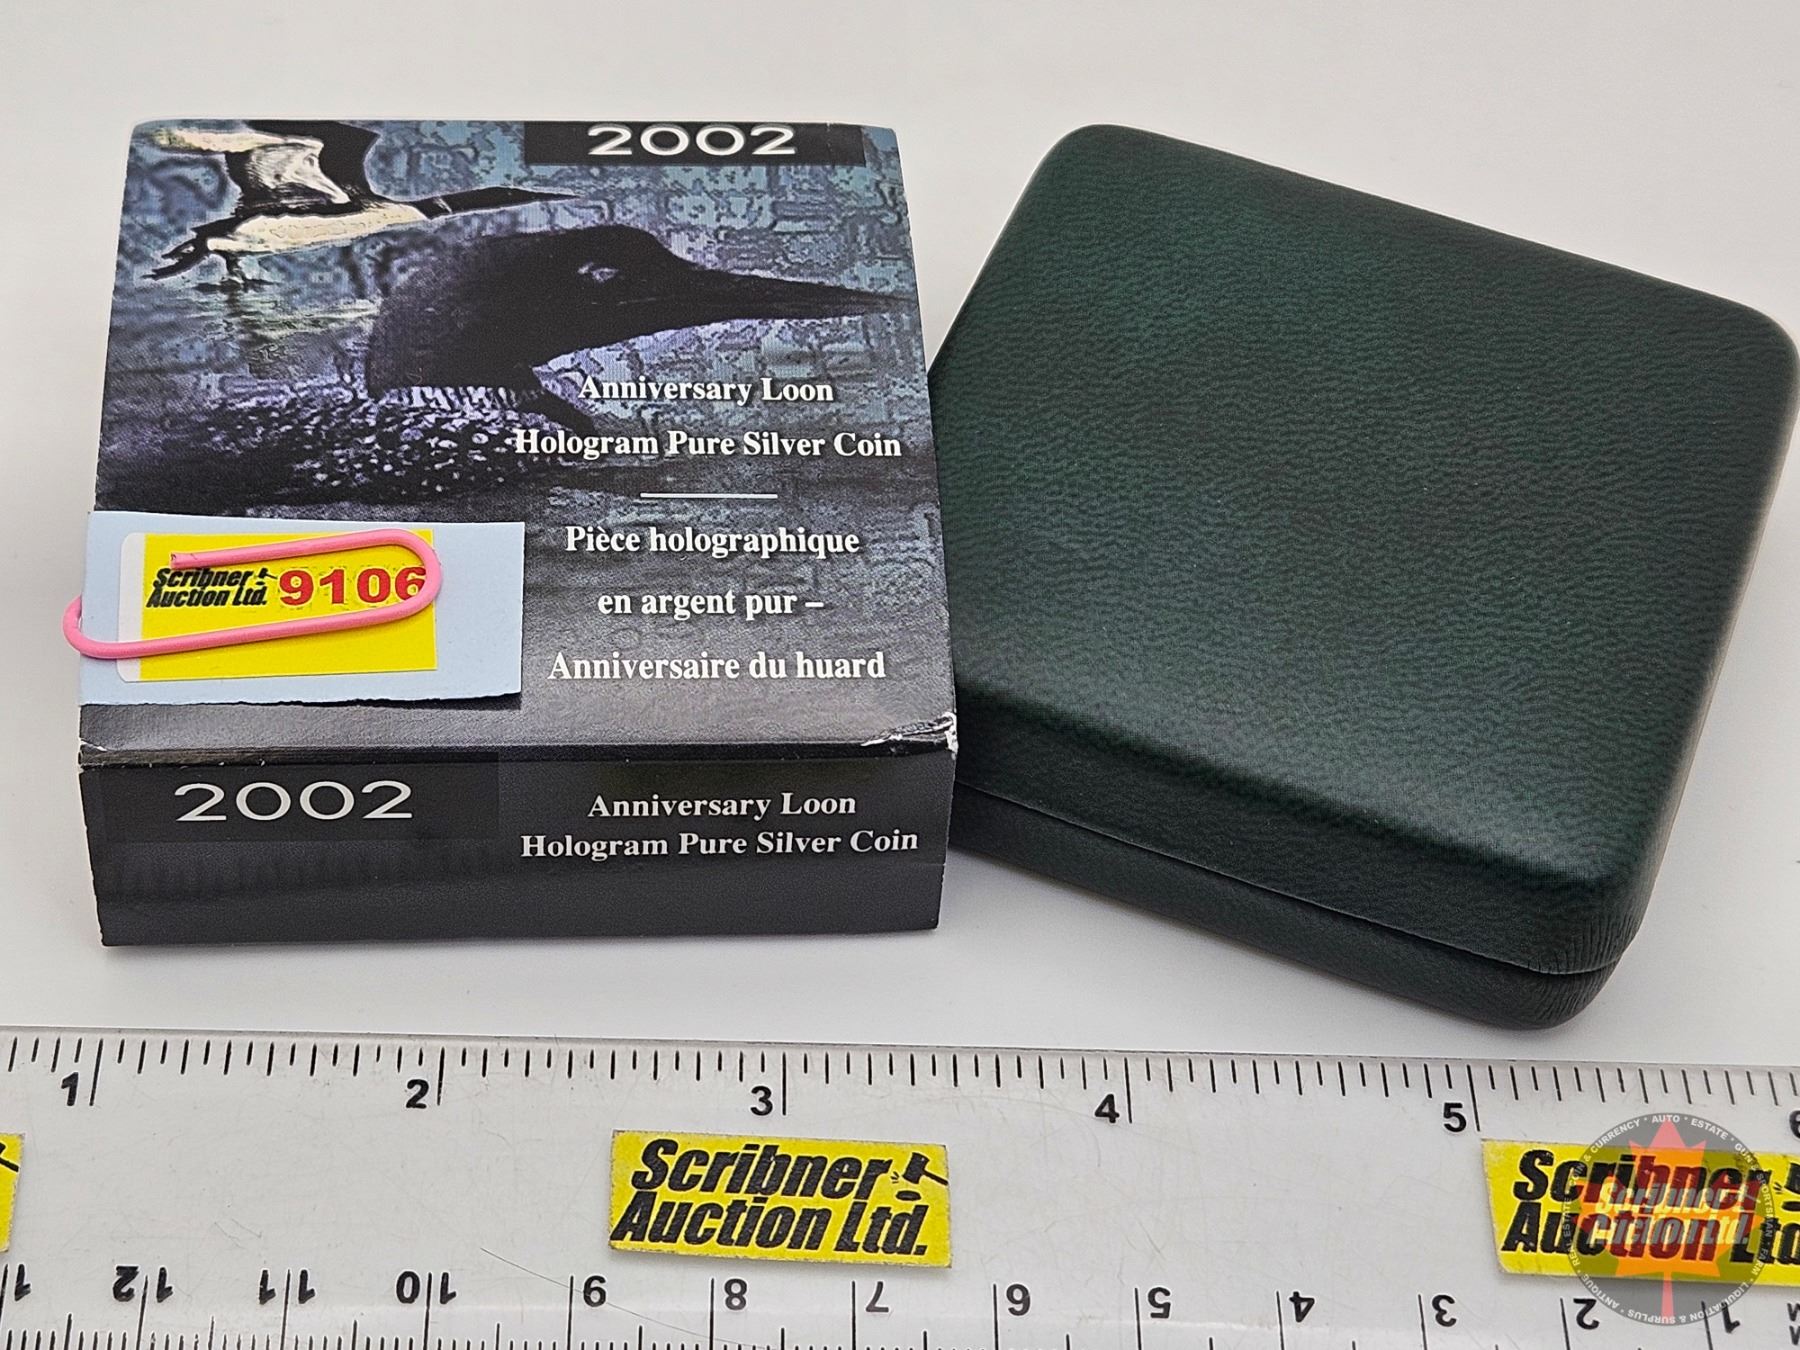 2002
Anniversary Loon
Hologram Pure Silver Coin
Pièce holographique
en argent pur –
Anniversaire du huard
Scribner
Auction Ltd.
9106
2002
Anniversary Loon
Hologram Pure Silver Coin
1 2 3 4 5
Scribner
Auction Ltd.
Scribner
Auction Ltd.
12 11 10 9 8 7 6 5 4 3 2 1